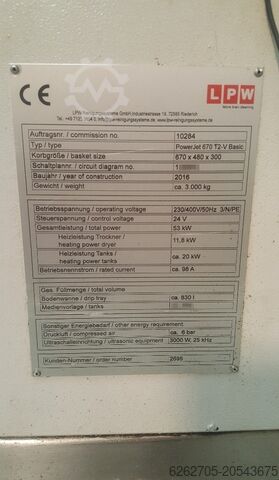 CE
LPW
LPW Reinigungssysteme GmbH, Industriestrasse 19, 72585 Riederich
Auftragsnr. / commission no. 10284
Typ / type PowerJet 670 T2-V Basic
Korbgröße / basket size 670 x 480 x 300
Schaltplannr. / circuit diagram no. 1
Baujahr / year of construction 2016
Gewicht / weight ca. 3.000 kg
Betriebsspannung / operating voltage 230/400V/50Hz 3/N/PE
Steuerspannung / control voltage 24 V
Gesamtleistung / total power 53 kW
Heizleistung Trockner / heating power dryer 11,8 kW
Heizleistung Tanks / heating power tanks ca. 20 kW
Betriebsnennstrom / rated current ca. 98 A
Ges. Füllmenge / total volume
Bodenwanne / drip tray ca. 830 l
Medienvorlage / tanks
Sonstiger Energiebedarf / other energy requirement
Druckluft / compressed air ca. 6 bar
Ultraschalleinrichtung / ultrasonic equipment 3000 W, 25 kHz
Kunden-Nummer / order number 2698
6262705-20543675